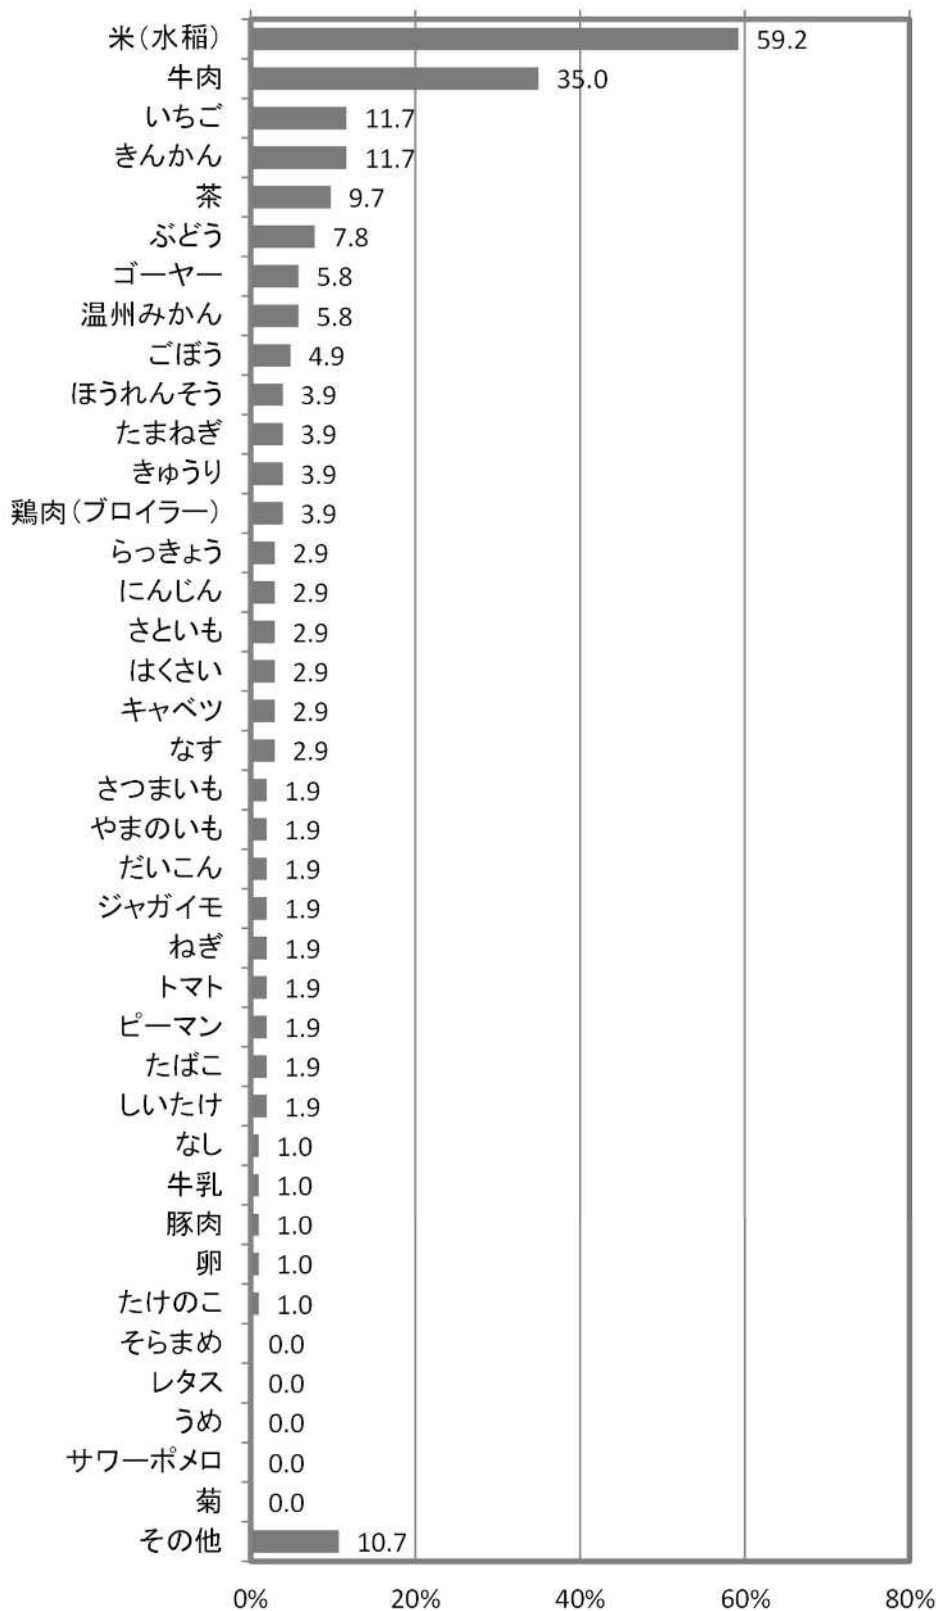 米（水稲） 59.2
牛肉 35.0
いちご 11.7
きんかん 11.7
茶 9.7
ぶどう 7.8
ゴーヤー 5.8
温州みかん 5.8
ごぼう 4.9
ほうれんそう 3.9
たまねぎ 3.9
きゅうり 3.9
鶏肉（ブロイラー） 3.9
らっきょう 2.9
にんじん 2.9
さといも 2.9
はくさい 2.9
キャベツ 2.9
なす 2.9
さつまいも 1.9
やまのいも 1.9
だいこん 1.9
ジャガイモ 1.9
ねぎ 1.9
トマト 1.9
ピーマン 1.9
たばこ 1.9
しいたけ 1.9
なし 1.0
牛乳 1.0
豚肉 1.0
卵 1.0
たけのこ 1.0
そらまめ 0.0
レタス 0.0
うめ 0.0
サワーポメロ 0.0
菊 0.0
その他 10.7
0% 20% 40% 60% 80%